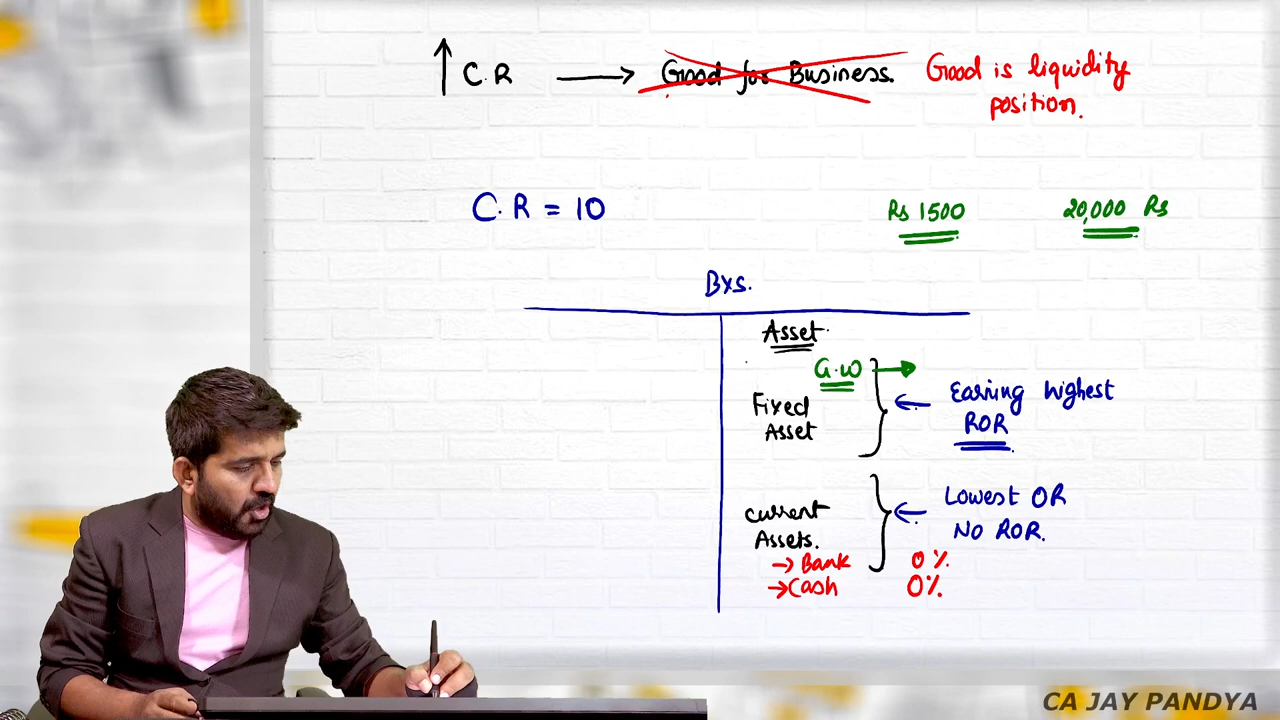 ↑ C.R → Good for Business. Good is liquidity
position.
C.R = 10 Rs 1500 20,000 Rs
B×S.
Asset
G.W
Fixed
Asset
Earning highest
ROR
Current
Assets.
Lowest OR
NO ROR.
→ Bank 0%.
→ Cash 0%.
CA JAY PANDYA